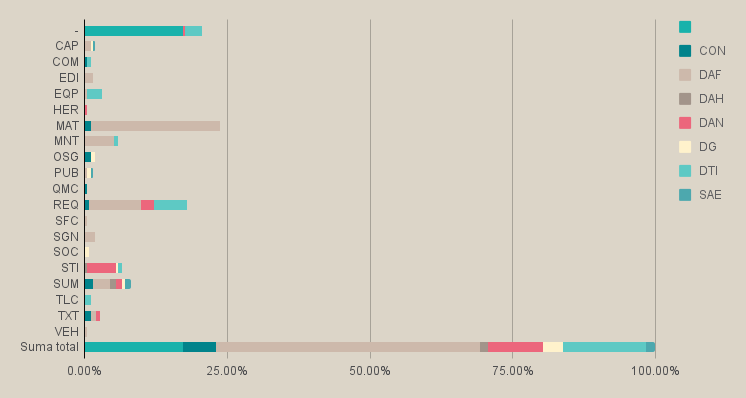 -
CAP
COM
EDI
EQP
HER
MAT
MNT
OSG
PUB
QMC
REQ
SFC
SGN
SOC
STI
SUM
TLC
TXT
VEH
Suma total
0.00% 25.00% 50.00% 75.00% 100.00%
CON
DAF
DAH
DAN
DG
DTI
SAE